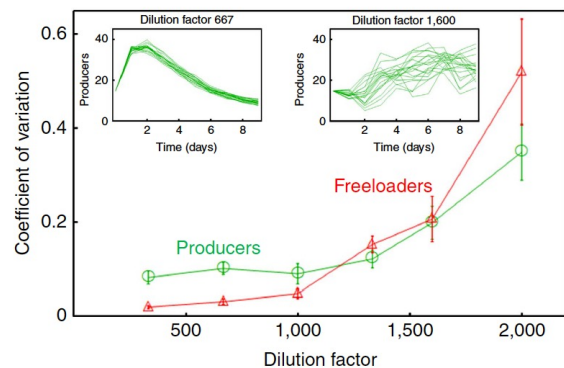 Dilution factor 667
Dilution factor 1,600
0.6
0.4
0.2
0
Coefficient of variation
40
20
0
Producers
2 4 6 8
Time (days)
40
20
0
Producers
2 4 6 8
Time (days)
Freeloaders
Producers
500 1,000 1,500 2,000
Dilution factor